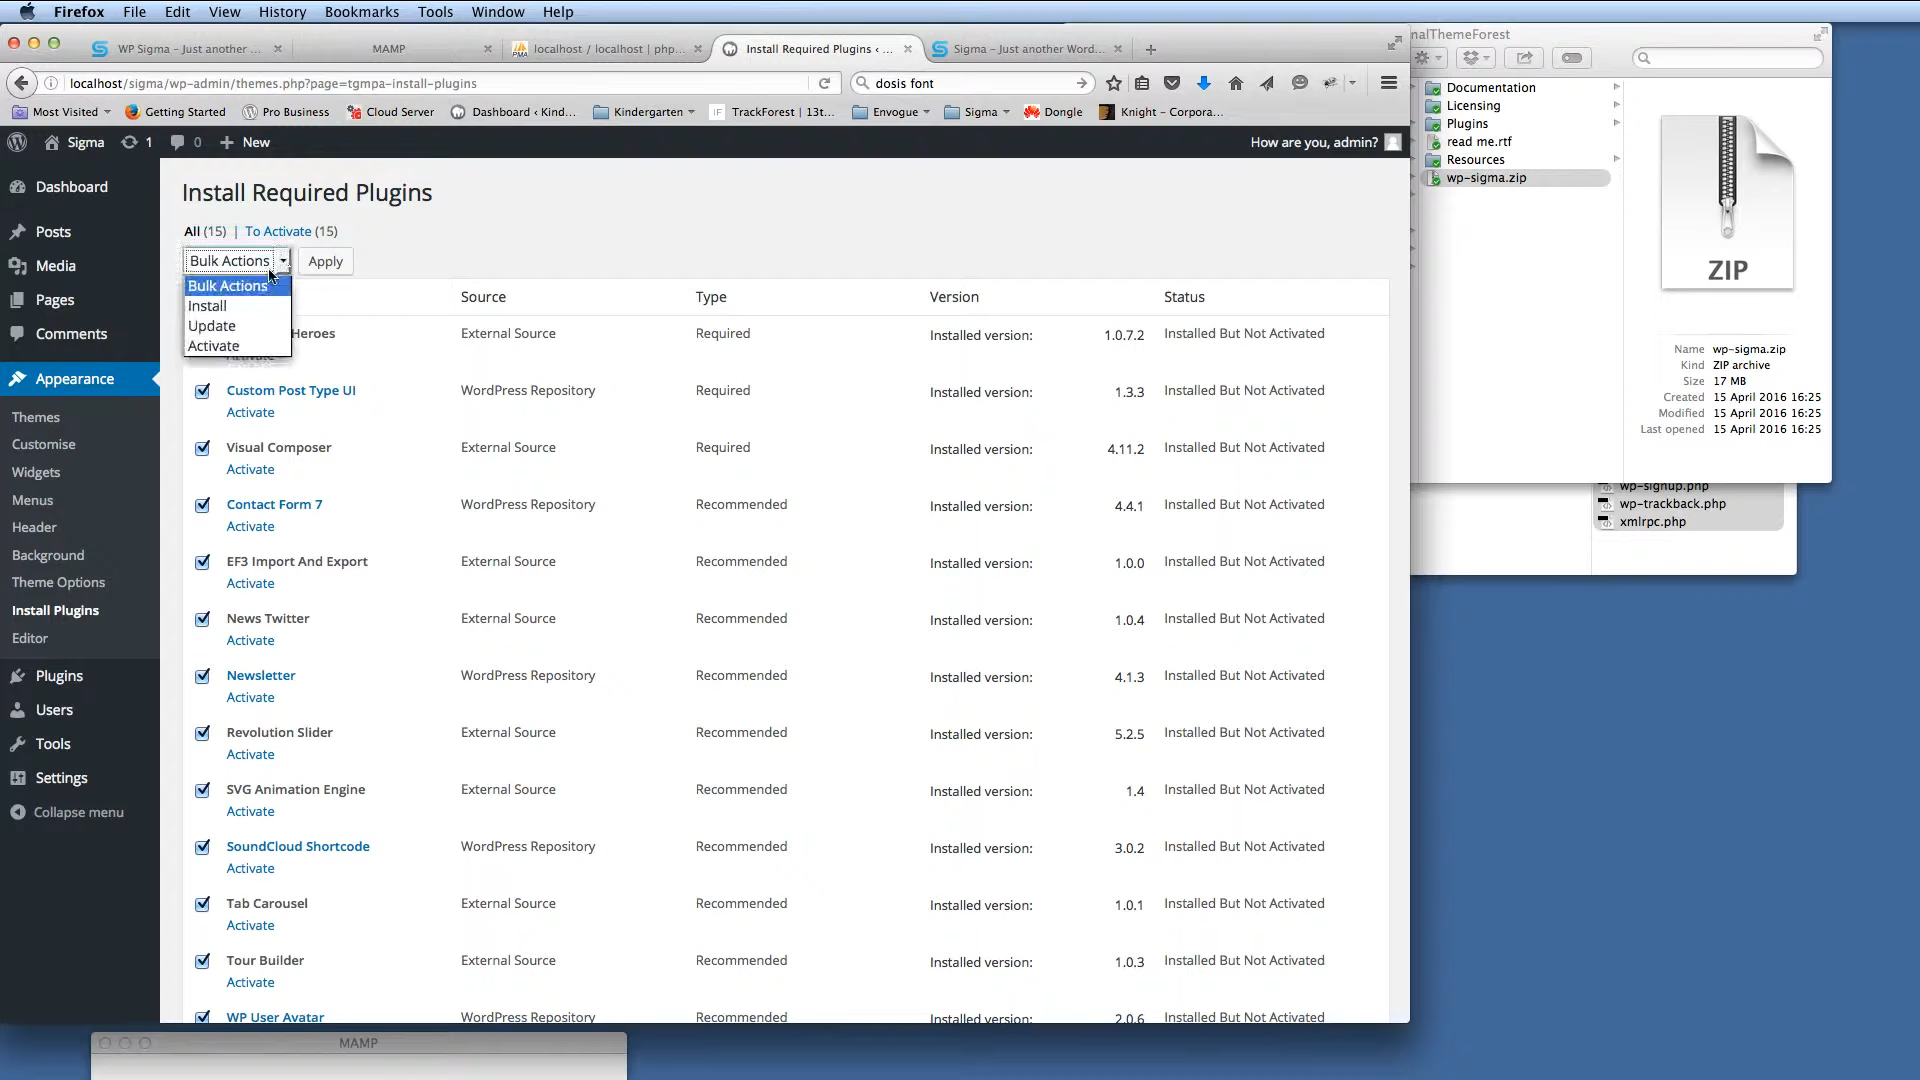 Firefox File Edit View History Bookmarks Tools Window Help
WP Sigma – Just another ...
MAMP
localhost / localhost | php...
Install Required Plugins ‹ ...
Sigma – Just another Word...
localhost/sigma/wp-admin/themes.php?page=tgmpa-install-plugins
dosis font
Most Visited Getting Started Pro Business Cloud Server Dashboard ‹ Kind... Kindergarten TrackForest | 13t... Envogue Sigma Dongle Knight – Corpora...
Sigma 1 0 New
How are you, admin?
Dashboard
Posts
Media
Pages
Comments
Appearance
Themes
Customise
Widgets
Menus
Header
Background
Theme Options
Install Plugins
Editor
Plugins
Users
Tools
Settings
Collapse menu
Install Required Plugins
All (15) | To Activate (15)
Bulk Actions Apply
Bulk Actions
Install
Update
Activate
Source Type Version Status
Heroes External Source Required Installed version: 1.0.7.2 Installed But Not Activated
Custom Post Type UI WordPress Repository Required Installed version: 1.3.3 Installed But Not Activated
Activate
Visual Composer External Source Required Installed version: 4.11.2 Installed But Not Activated
Activate
Contact Form 7 WordPress Repository Recommended Installed version: 4.4.1 Installed But Not Activated
Activate
EF3 Import And Export External Source Recommended Installed version: 1.0.0 Installed But Not Activated
Activate
News Twitter External Source Recommended Installed version: 1.0.4 Installed But Not Activated
Activate
Newsletter WordPress Repository Recommended Installed version: 4.1.3 Installed But Not Activated
Activate
Revolution Slider External Source Recommended Installed version: 5.2.5 Installed But Not Activated
Activate
SVG Animation Engine External Source Recommended Installed version: 1.4 Installed But Not Activated
Activate
SoundCloud Shortcode WordPress Repository Recommended Installed version: 3.0.2 Installed But Not Activated
Activate
Tab Carousel External Source Recommended Installed version: 1.0.1 Installed But Not Activated
Activate
Tour Builder External Source Recommended Installed version: 1.0.3 Installed But Not Activated
Activate
WP User Avatar WordPress Repository Recommended Installed version: 2.0.6 Installed But Not Activated
nalThemeForest
Documentation
Licensing
Plugins
read me.rtf
Resources
wp-sigma.zip
ZIP
Name wp-sigma.zip
Kind ZIP archive
Size 17 MB
Created 15 April 2016 16:25
Modified 15 April 2016 16:25
Last opened 15 April 2016 16:25
wp-signup.php
wp-trackback.php
xmlrpc.php
MAMP